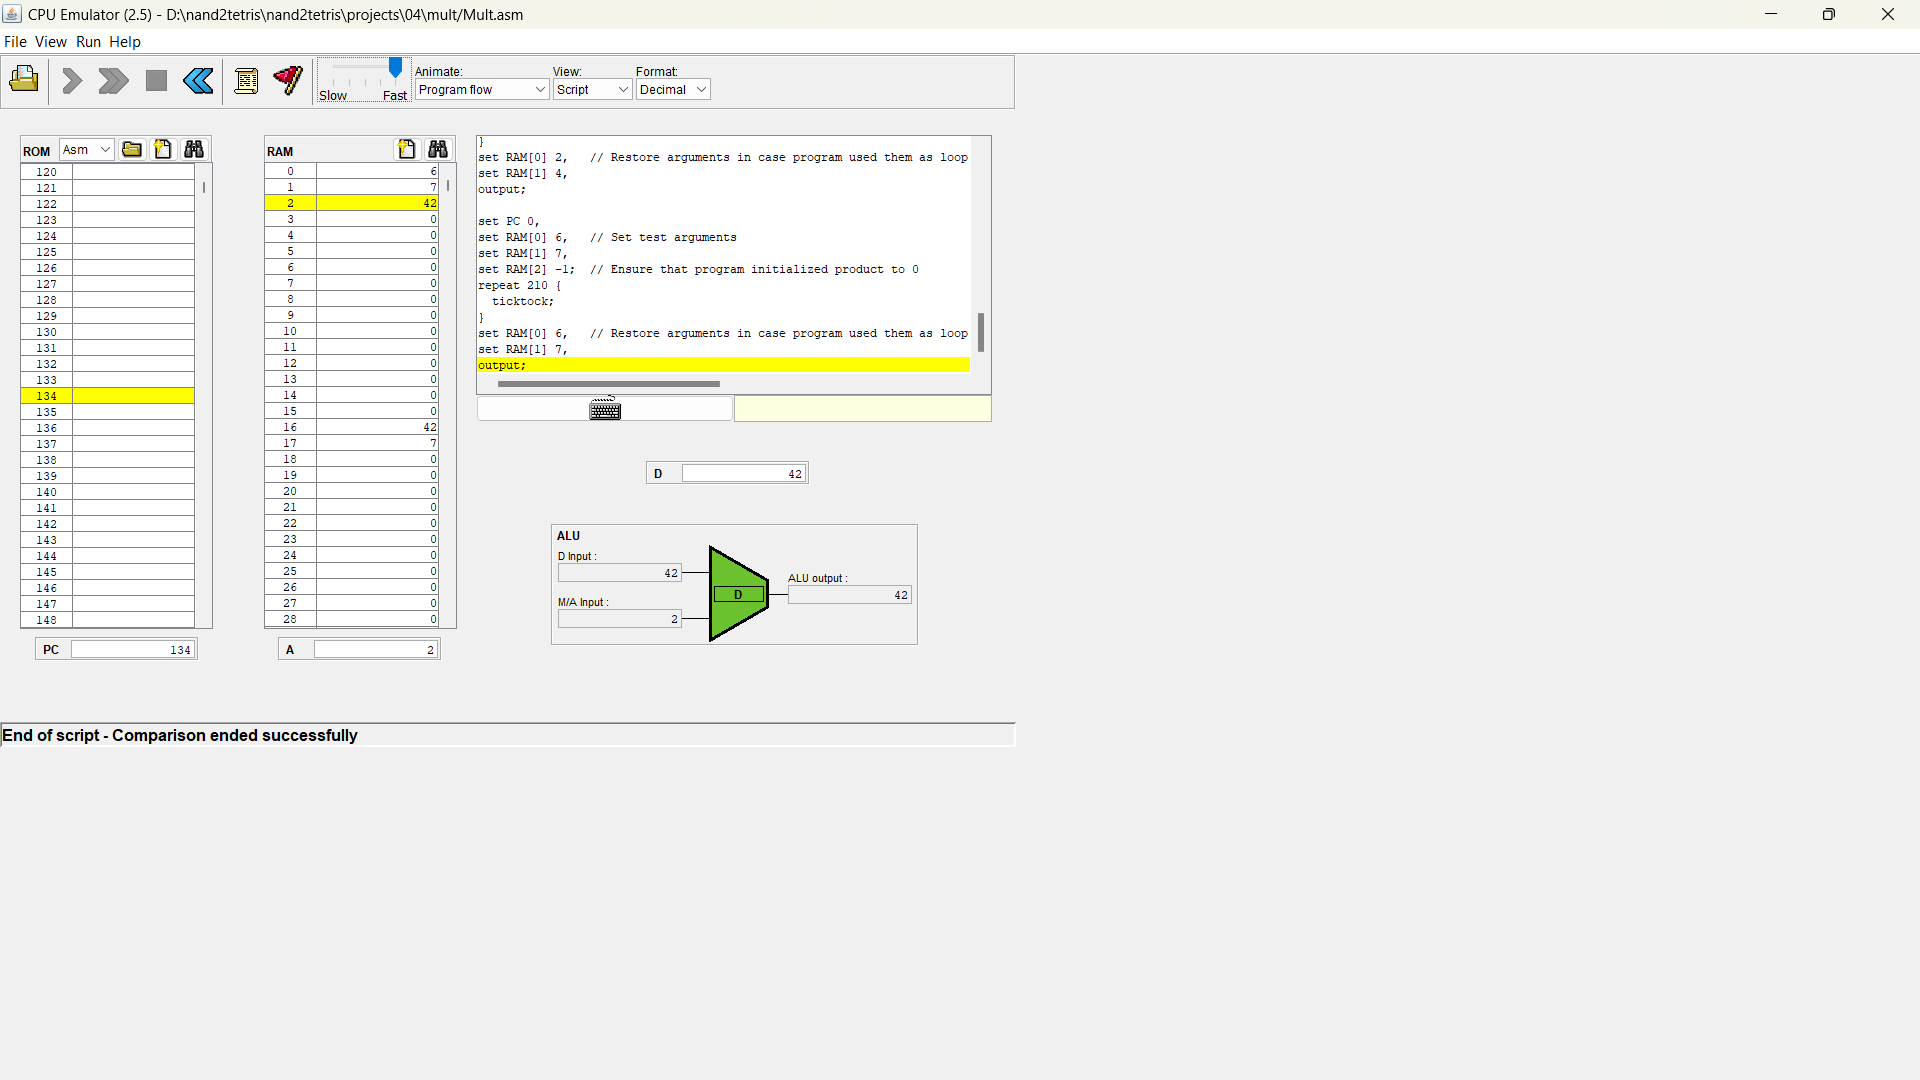 CPU Emulator (2.5) - D:\nand2tetris\nand2tetris\projects\04\mult/Mult.asm
File View Run Help
Slow Fast
Animate: View: Format:
Program flow Script Decimal
ROM Asm
120
121
122
123
124
125
126
127
128
129
130
131
132
133
134
135
136
137
138
139
140
141
142
143
144
145
146
147
148
PC 134
RAM
0 6
1 7
2 42
3 0
4 0
5 0
6 0
7 0
8 0
9 0
10 0
11 0
12 0
13 0
14 0
15 0
16 42
17 7
18 0
19 0
20 0
21 0
22 0
23 0
24 0
25 0
26 0
27 0
28 0
A 2
}
set RAM[0] 2, // Restore arguments in case program used them as loop
set RAM[1] 4,
output;
set PC 0,
set RAM[0] 6, // Set test arguments
set RAM[1] 7,
set RAM[2] -1; // Ensure that program initialized product to 0
repeat 210 {
ticktock;
}
set RAM[0] 6, // Restore arguments in case program used them as loop
set RAM[1] 7,
output;
D 42
ALU
D Input :
42
M/A Input :
2
D
ALU output :
42
End of script - Comparison ended successfully